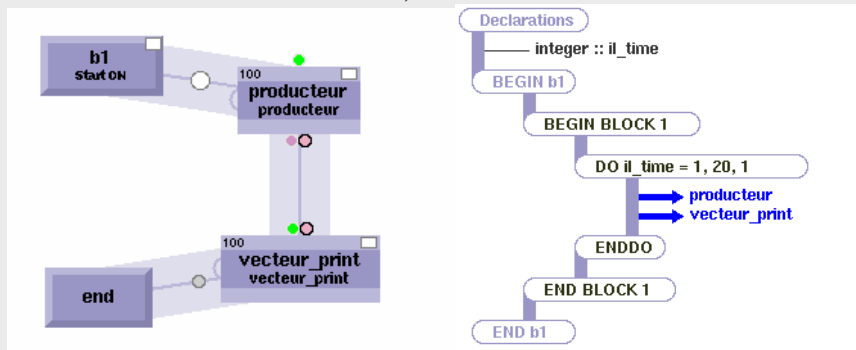 b1
Start ON
100
producteur
producteur
100
vecteur_print
vecteur_print
end
Declarations
integer :: il_time
BEGIN b1
BEGIN BLOCK 1
DO il_time = 1, 20, 1
producteur
vecteur_print
ENDDO
END BLOCK 1
END b1